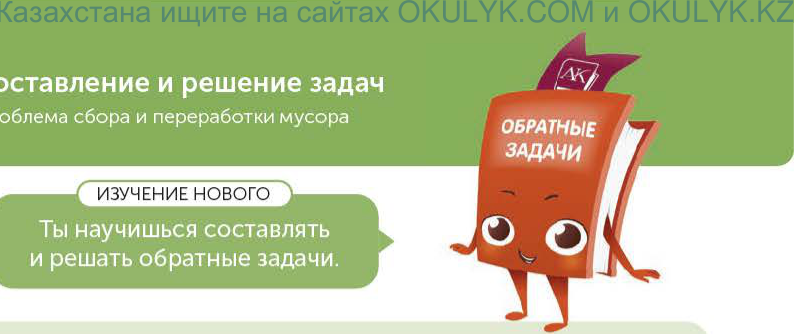 Казахстана ищите на сайтах OKULYK.COM и OKULYK.KZ
оставление и решение задач
облема сбора и переработки мусора
АК
ОБРАТНЫЕ
ЗАДАЧИ
ИЗУЧЕНИЕ НОВОГО
Ты научишься составлять
и решать обратные задачи.